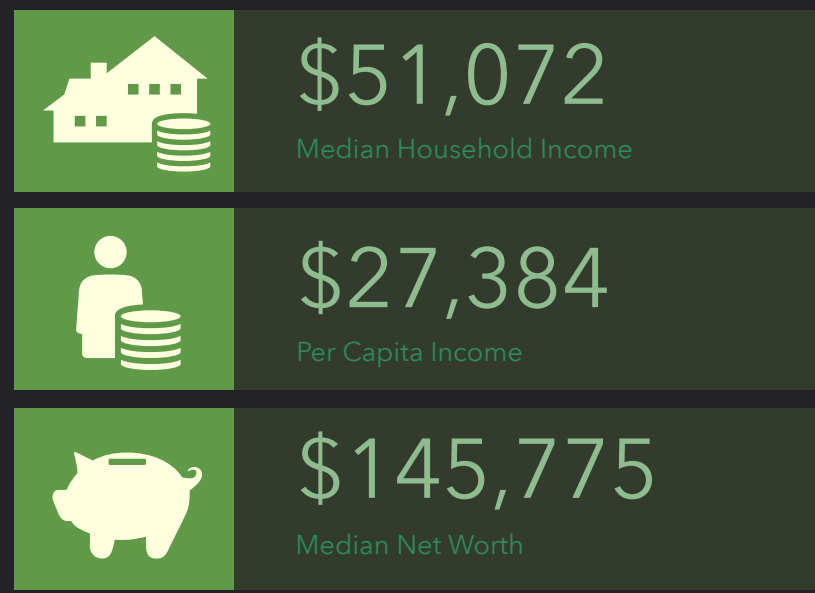 $51,072
Median Household Income
$27,384
Per Capita Income
$145,775
Median Net Worth